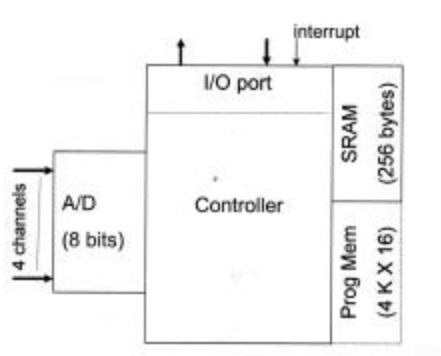 interrupt
I/O port
SRAM
(256 bytes)
4 channels
A/D
(8 bits)
Controller
Prog Mem
(4 K X 16)